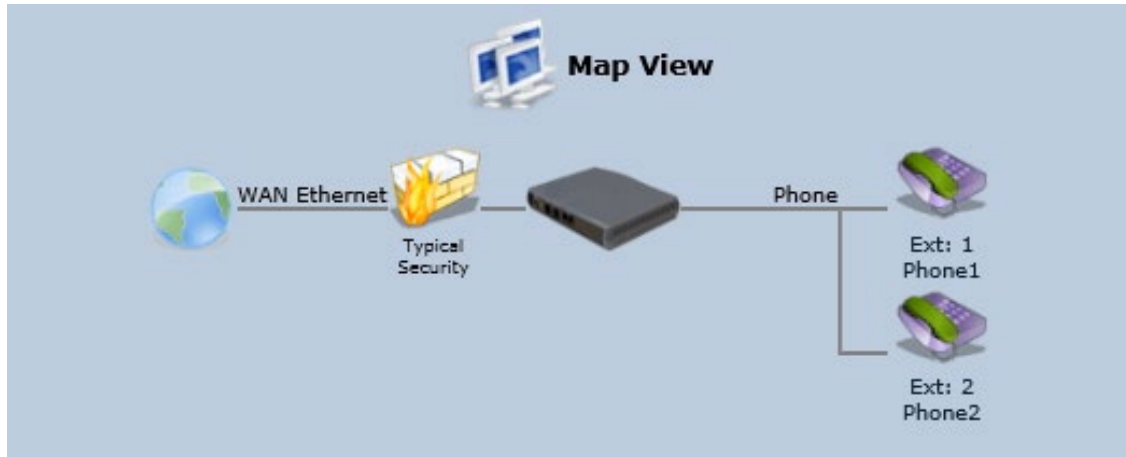 Map View
WAN Ethernet
Typical
Security
Phone
Ext: 1
Phone1
Ext: 2
Phone2